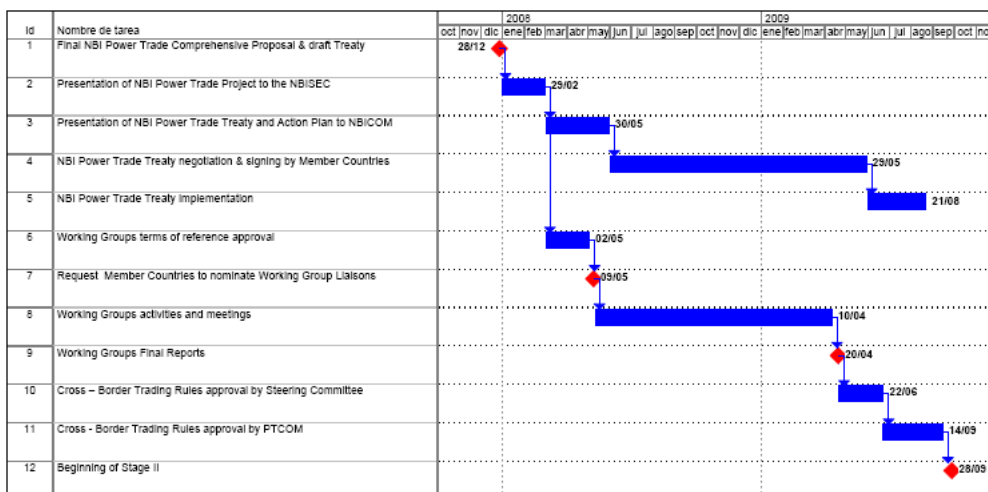 2008 2009
Id Nombre de tarea oct nov dic ene feb mar abr may jun jul ago sep oct nov dic ene feb mar abr may jun jul ago sep oct no
1 Final NBI Power Trade Comprehensive Proposal & draft Treaty 28/12
2 Presentation of NBI Power Trade Project to the NBISEC 29/02
3 Presentation of NBI Power Trade Treaty and Action Plan to NBICOM 30/05
4 NBI Power Trade Treaty negotiation & signing by Member Countries 29/05
5 NBI Power Trade Treaty Implementation 21/08
6 Working Groups terms of reference approval 02/05
7 Request Member Countries to nominate Working Group Liaisons 09/05
8 Working Groups activities and meetings 10/04
9 Working Groups Final Reports 20/04
10 Cross – Border Trading Rules approval by Steering Committee 22/06
11 Cross - Border Trading Rules approval by PTCOM 14/09
12 Beginning of Stage II 28/09